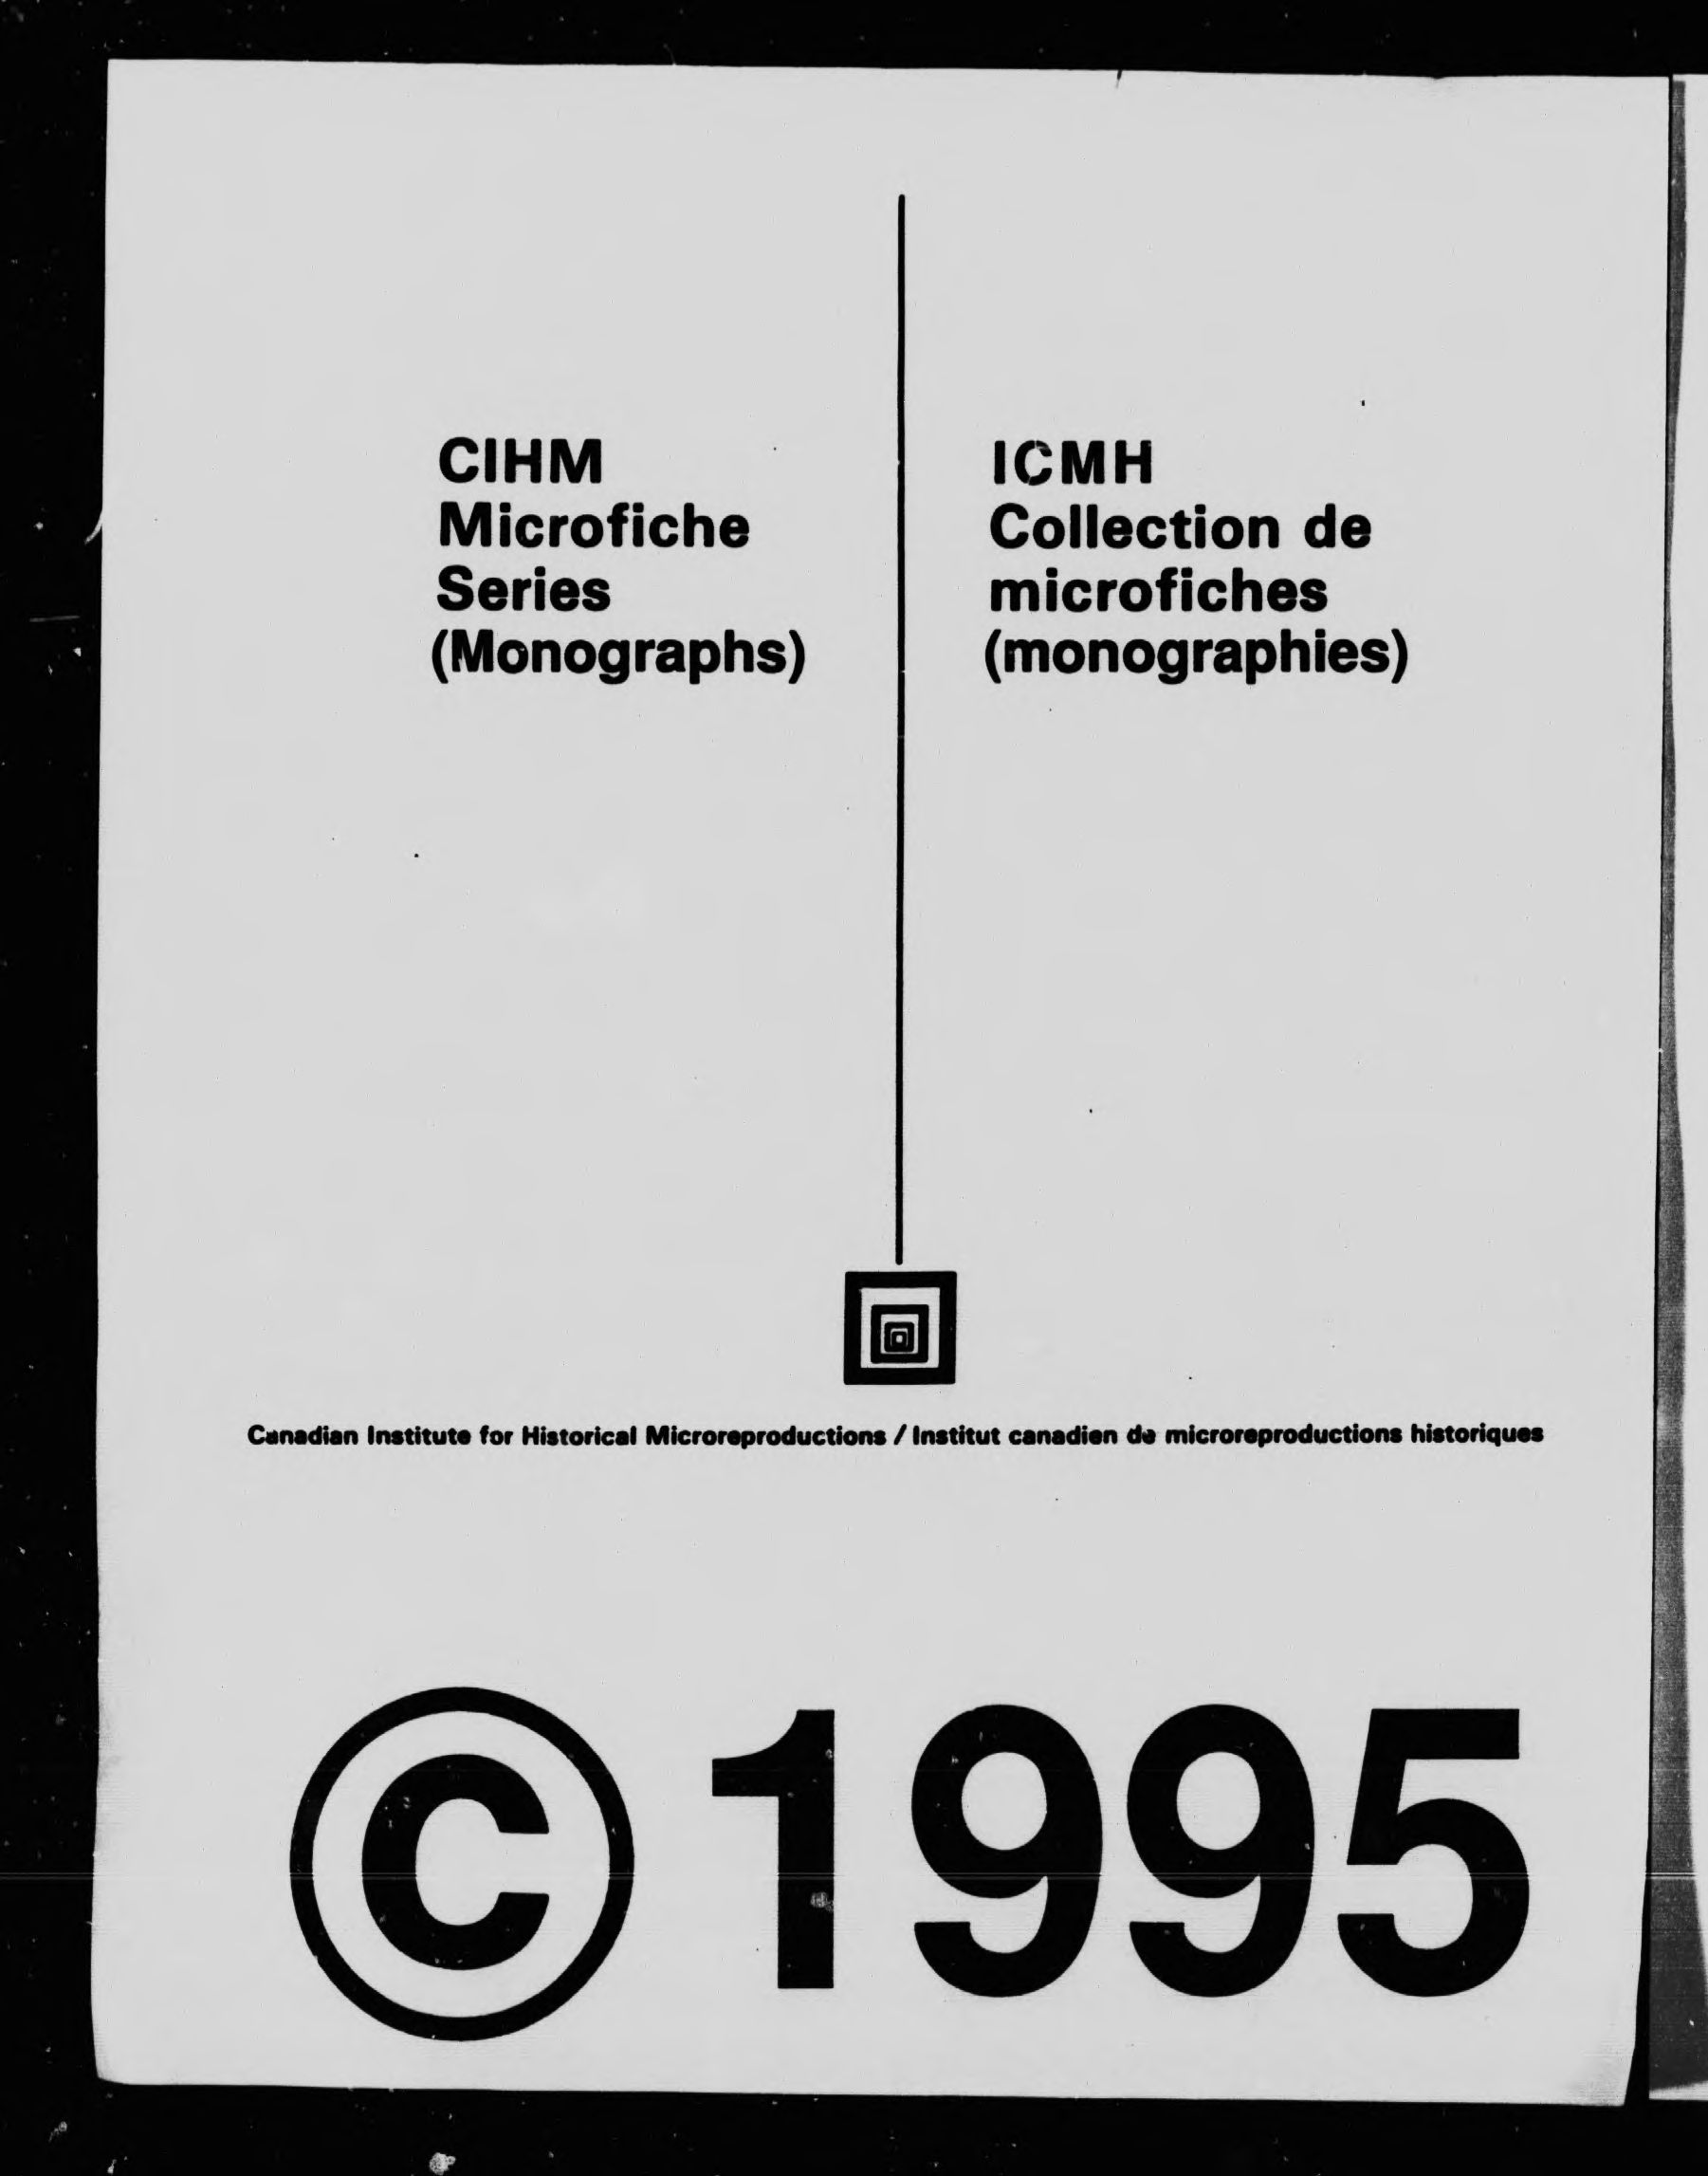 CIHM
Microfiche
Series
(Monographs)
ICMH
Collection de
microfiches
(monographies)
Canadian Institute for Historical Microreproductions / Institut canadien de microreproductions historiques
©1995